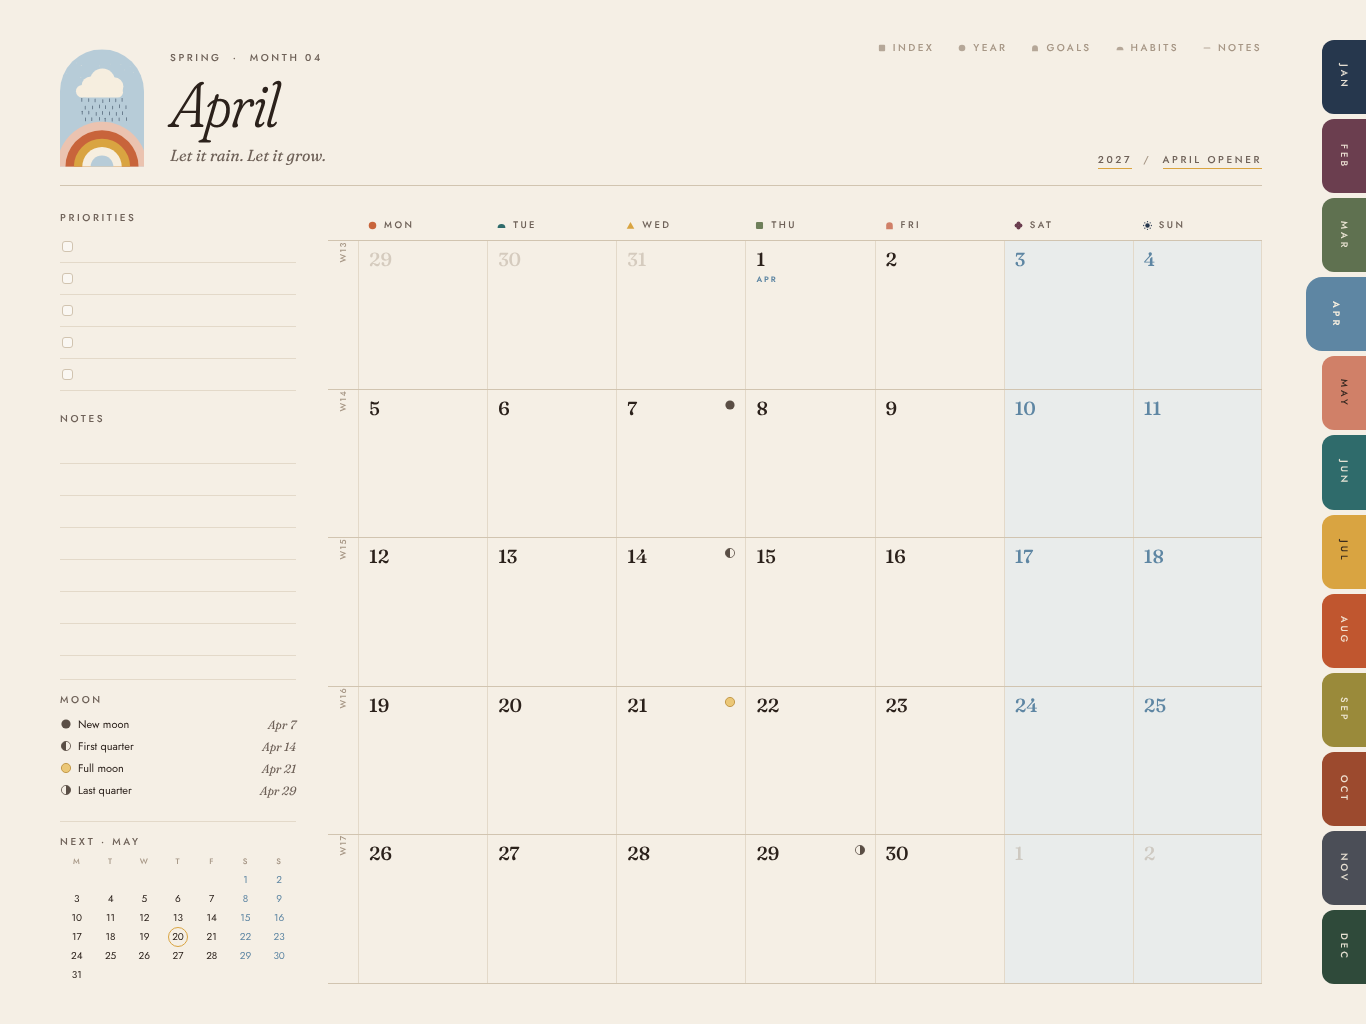 SPRING · MONTH 04
April
Let it rain. Let it grow.
INDEX YEAR GOALS HABITS NOTES
2027 / APRIL OPENER
PRIORITIES
NOTES
MOON
New moon Apr 7
First quarter Apr 14
Full moon Apr 21
Last quarter Apr 29
NEXT · MAY
M T W T F S S
1 2
3 4 5 6 7 8 9
10 11 12 13 14 15 16
17 18 19 20 21 22 23
24 25 26 27 28 29 30
31
MON TUE WED THU FRI SAT SUN
W13 29 30 31 1 2 3 4
APR
W14 5 6 7 8 9 10 11
W15 12 13 14 15 16 17 18
W16 19 20 21 22 23 24 25
W17 26 27 28 29 30 1 2
JAN
FEB
MAR
APR
MAY
JUN
JUL
AUG
SEP
OCT
NOV
DEC